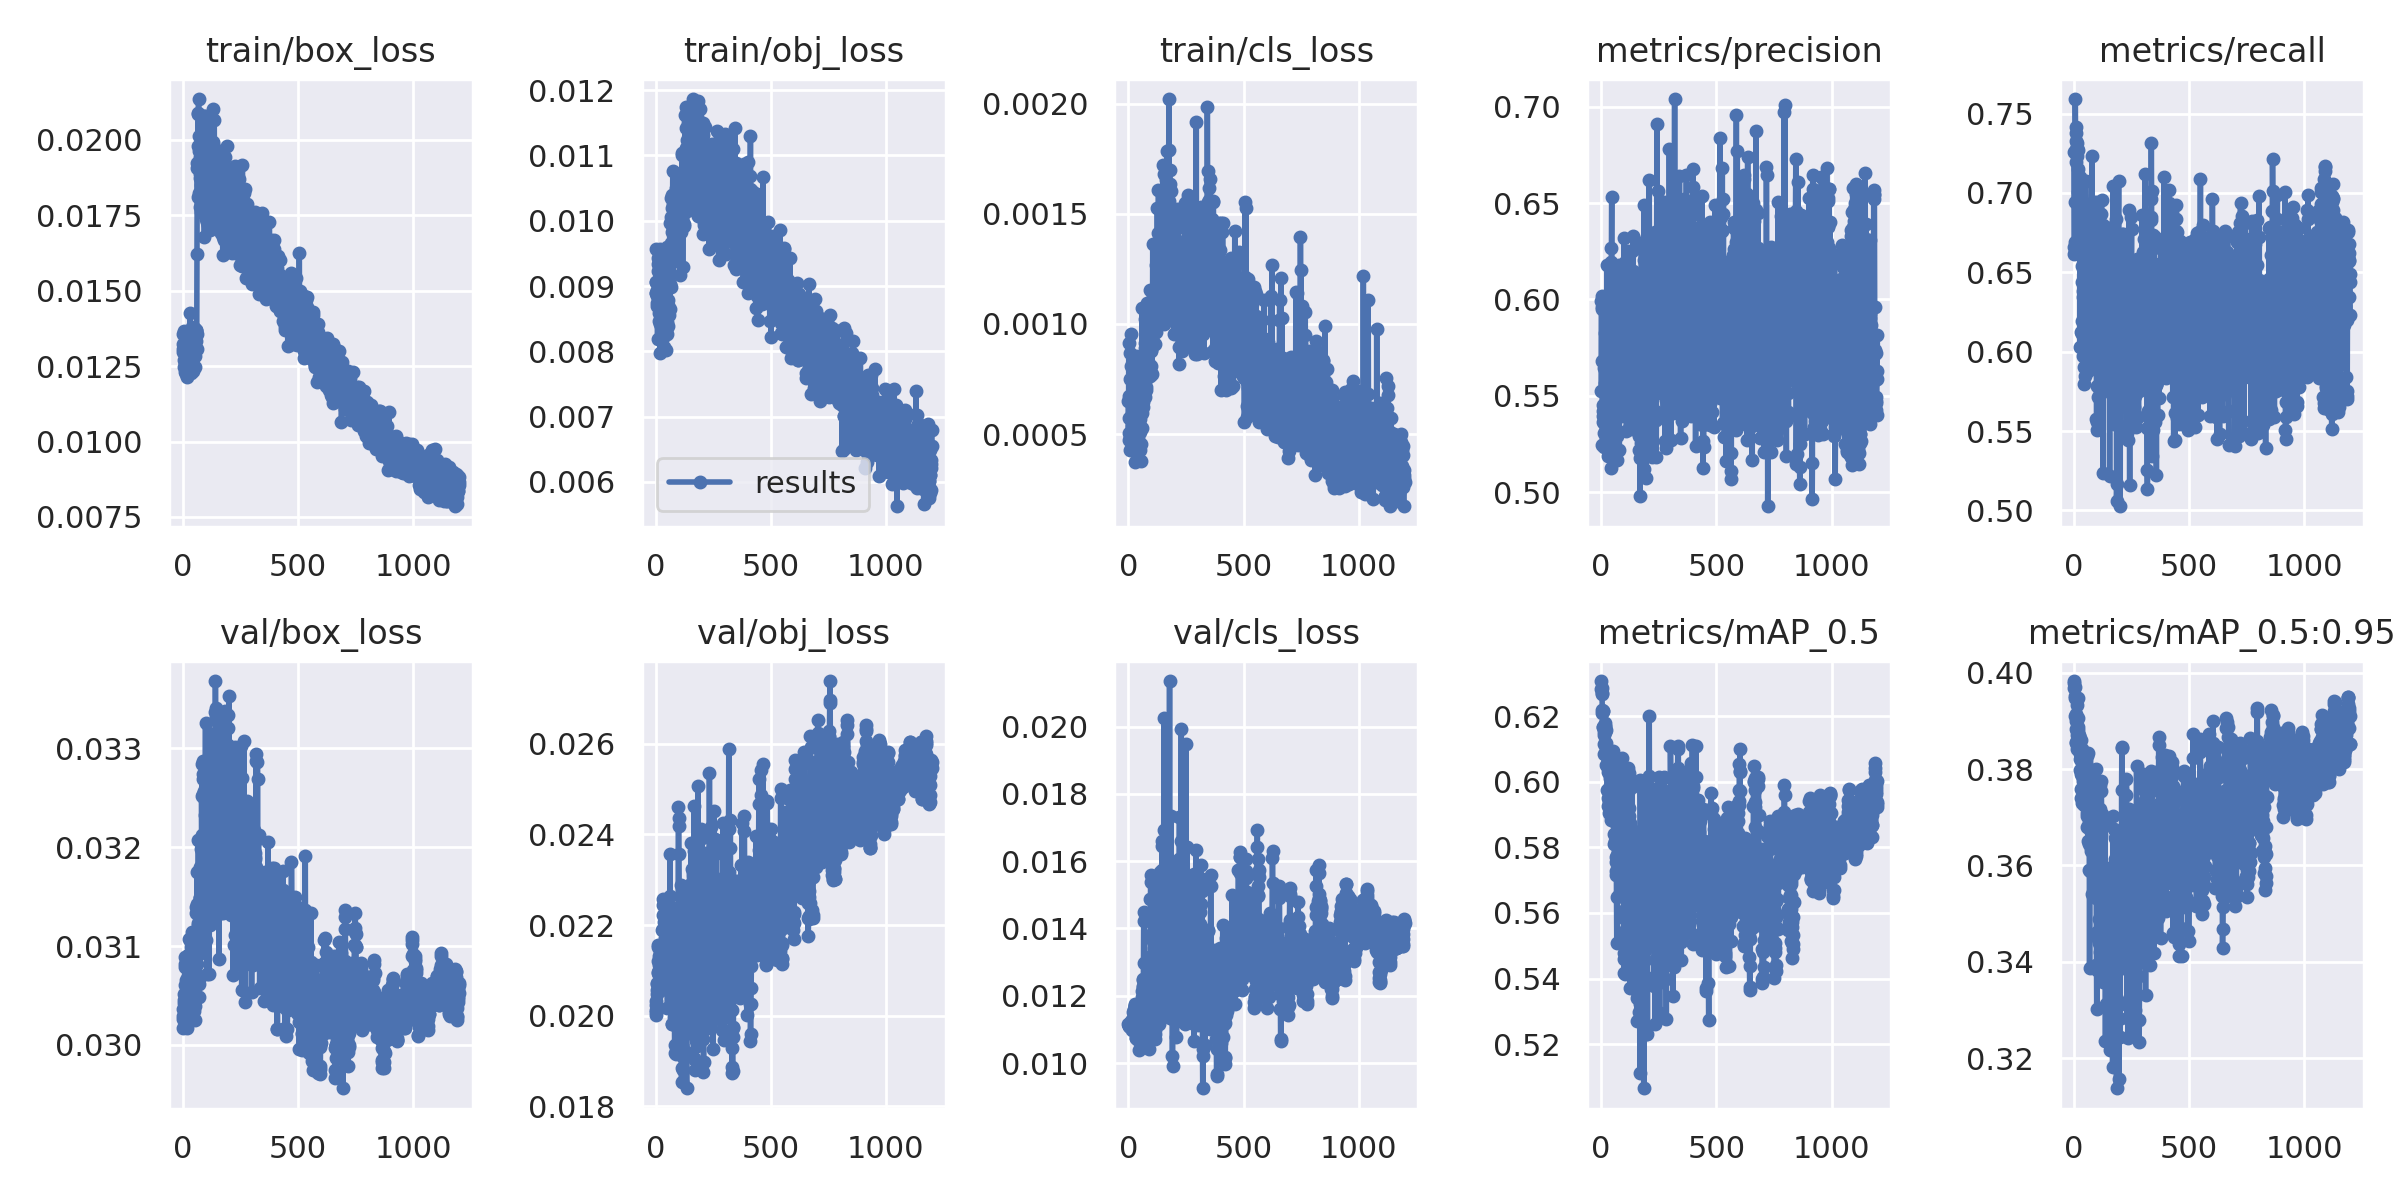 train/box_loss
0.0200
0.0175
0.0150
0.0125
0.0100
0.0075
0 500 1000
train/obj_loss
0.012
0.011
0.010
0.009
0.008
0.007
0.006
results
0 500 1000
train/cls_loss
0.0020
0.0015
0.0010
0.0005
0 500 1000
metrics/precision
0.70
0.65
0.60
0.55
0.50
0 500 1000
metrics/recall
0.75
0.70
0.65
0.60
0.55
0.50
0 500 1000
val/box_loss
0.033
0.032
0.031
0.030
0 500 1000
val/obj_loss
0.026
0.024
0.022
0.020
0.018
0 500 1000
val/cls_loss
0.020
0.018
0.016
0.014
0.012
0.010
0 500 1000
metrics/mAP_0.5
0.62
0.60
0.58
0.56
0.54
0.52
0 500 1000
metrics/mAP_0.5:0.95
0.40
0.38
0.36
0.34
0.32
0 500 1000